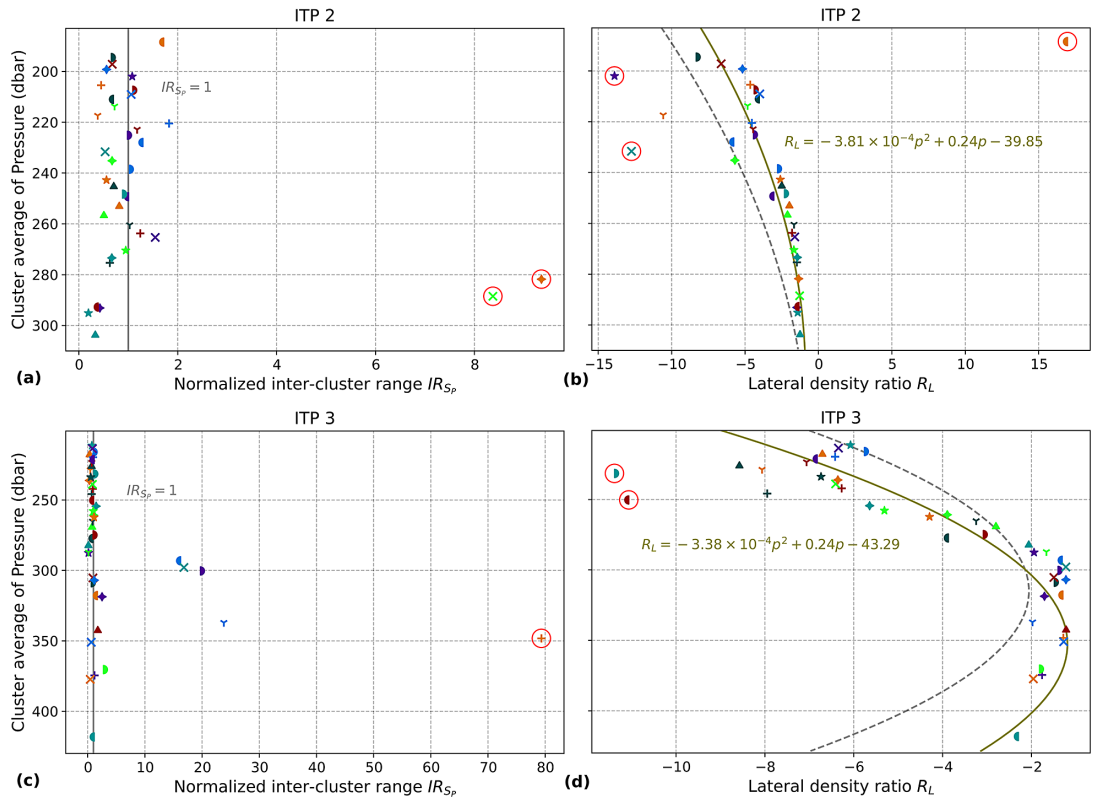 ITP 2
ITP 2
Cluster average of Pressure (dbar)
200
220
240
260
280
300
IR_{S_P} = 1
R_L = −3.81 × 10⁻⁴p² + 0.24p − 39.85
0 2 4 6 8
−15 −10 −5 0 5 10 15
(a)
Normalized inter-cluster range IR_{S_P}
(b)
Lateral density ratio R_L
ITP 3
ITP 3
Cluster average of Pressure (dbar)
250
300
350
400
IR_{S_P} = 1
R_L = −3.38 × 10⁻⁴p² + 0.24p − 43.29
0 10 20 30 40 50 60 70 80
−10 −8 −6 −4 −2
(c)
Normalized inter-cluster range IR_{S_P}
(d)
Lateral density ratio R_L